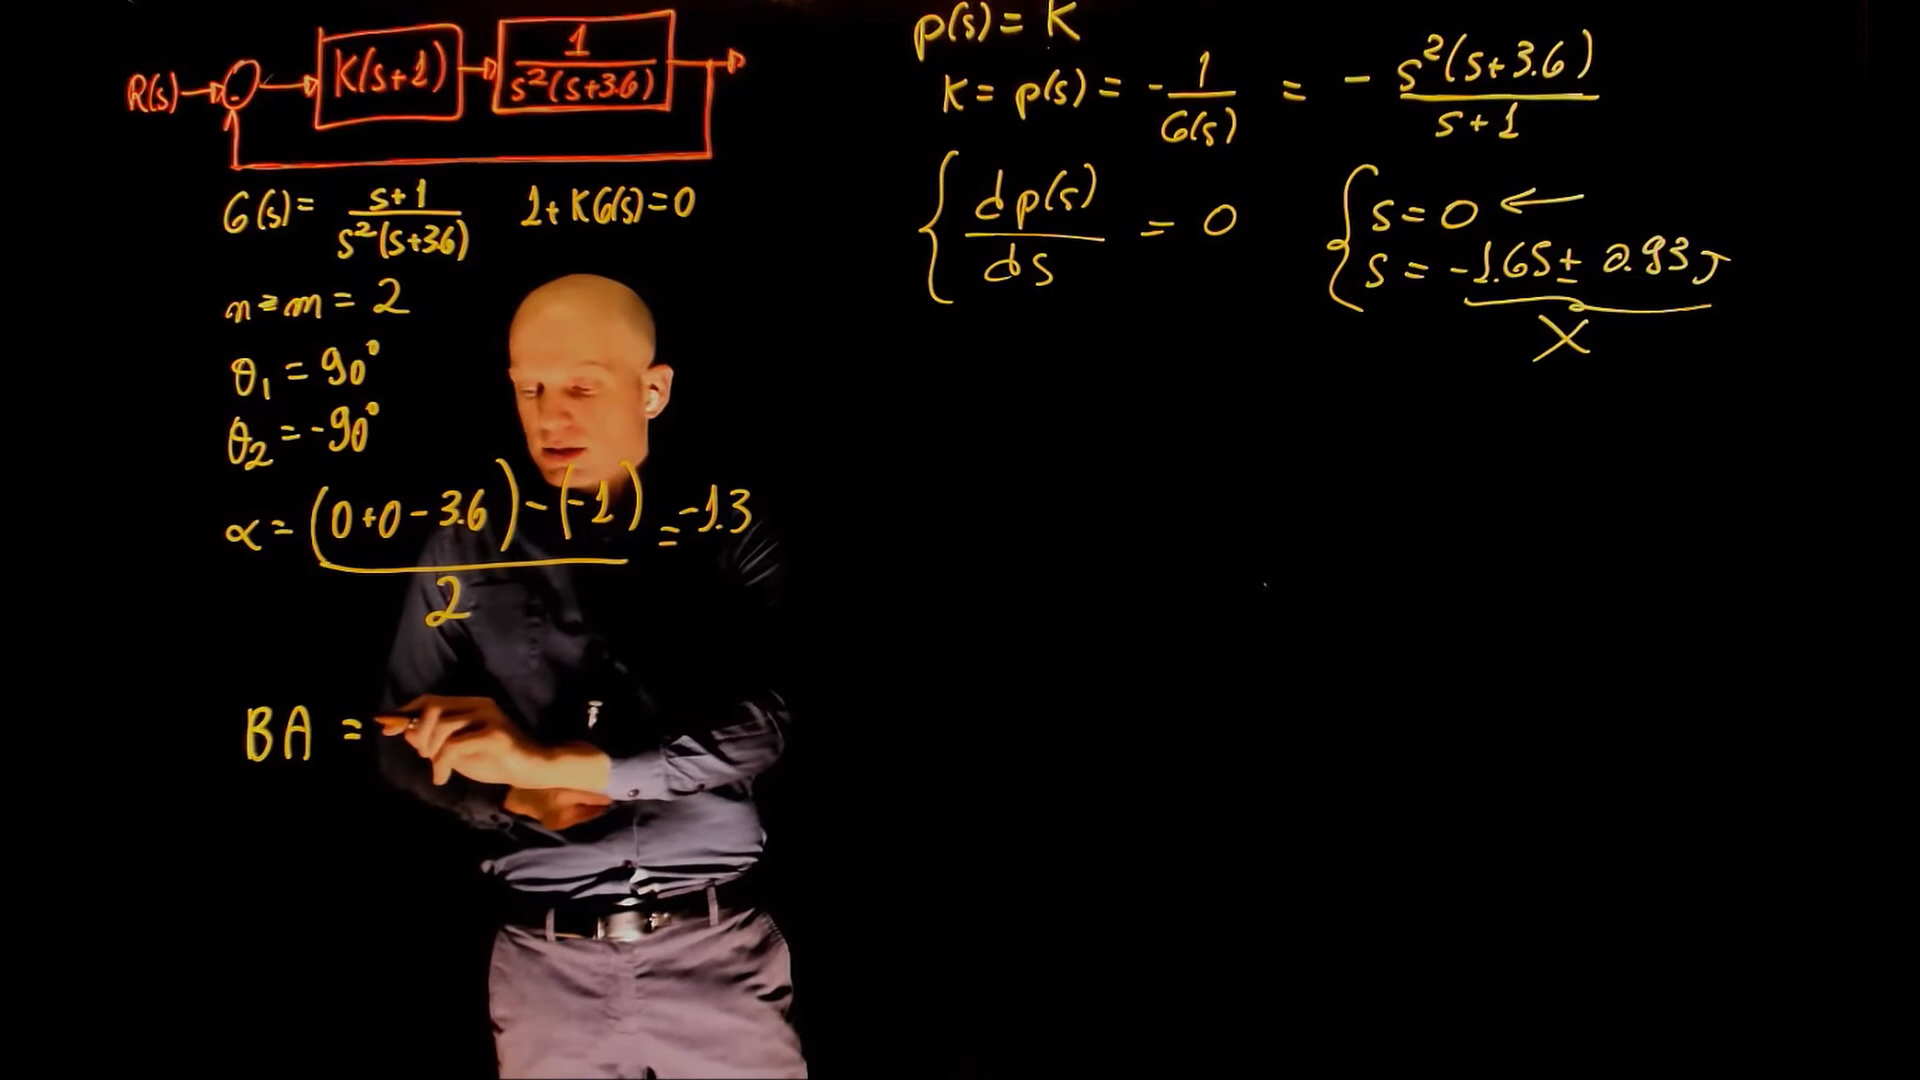 R(s) - K(s+1) 1/(s²(s+3.6))
G(s) = (s+1)/(s²(s+3.6)) 1+KG(s)=0
n-m = 2
θ₁ = 90°
θ₂ = -90°
α = ((0+0-3.6)-(-1))/2 = -1.3
BA =
p(s) = K
K = p(s) = -1/G(s) = - s²(s+3.6)/(s+1)
{ dp(s)/ds = 0
{ s=0 ←
s = -1.65± 0.93J
X